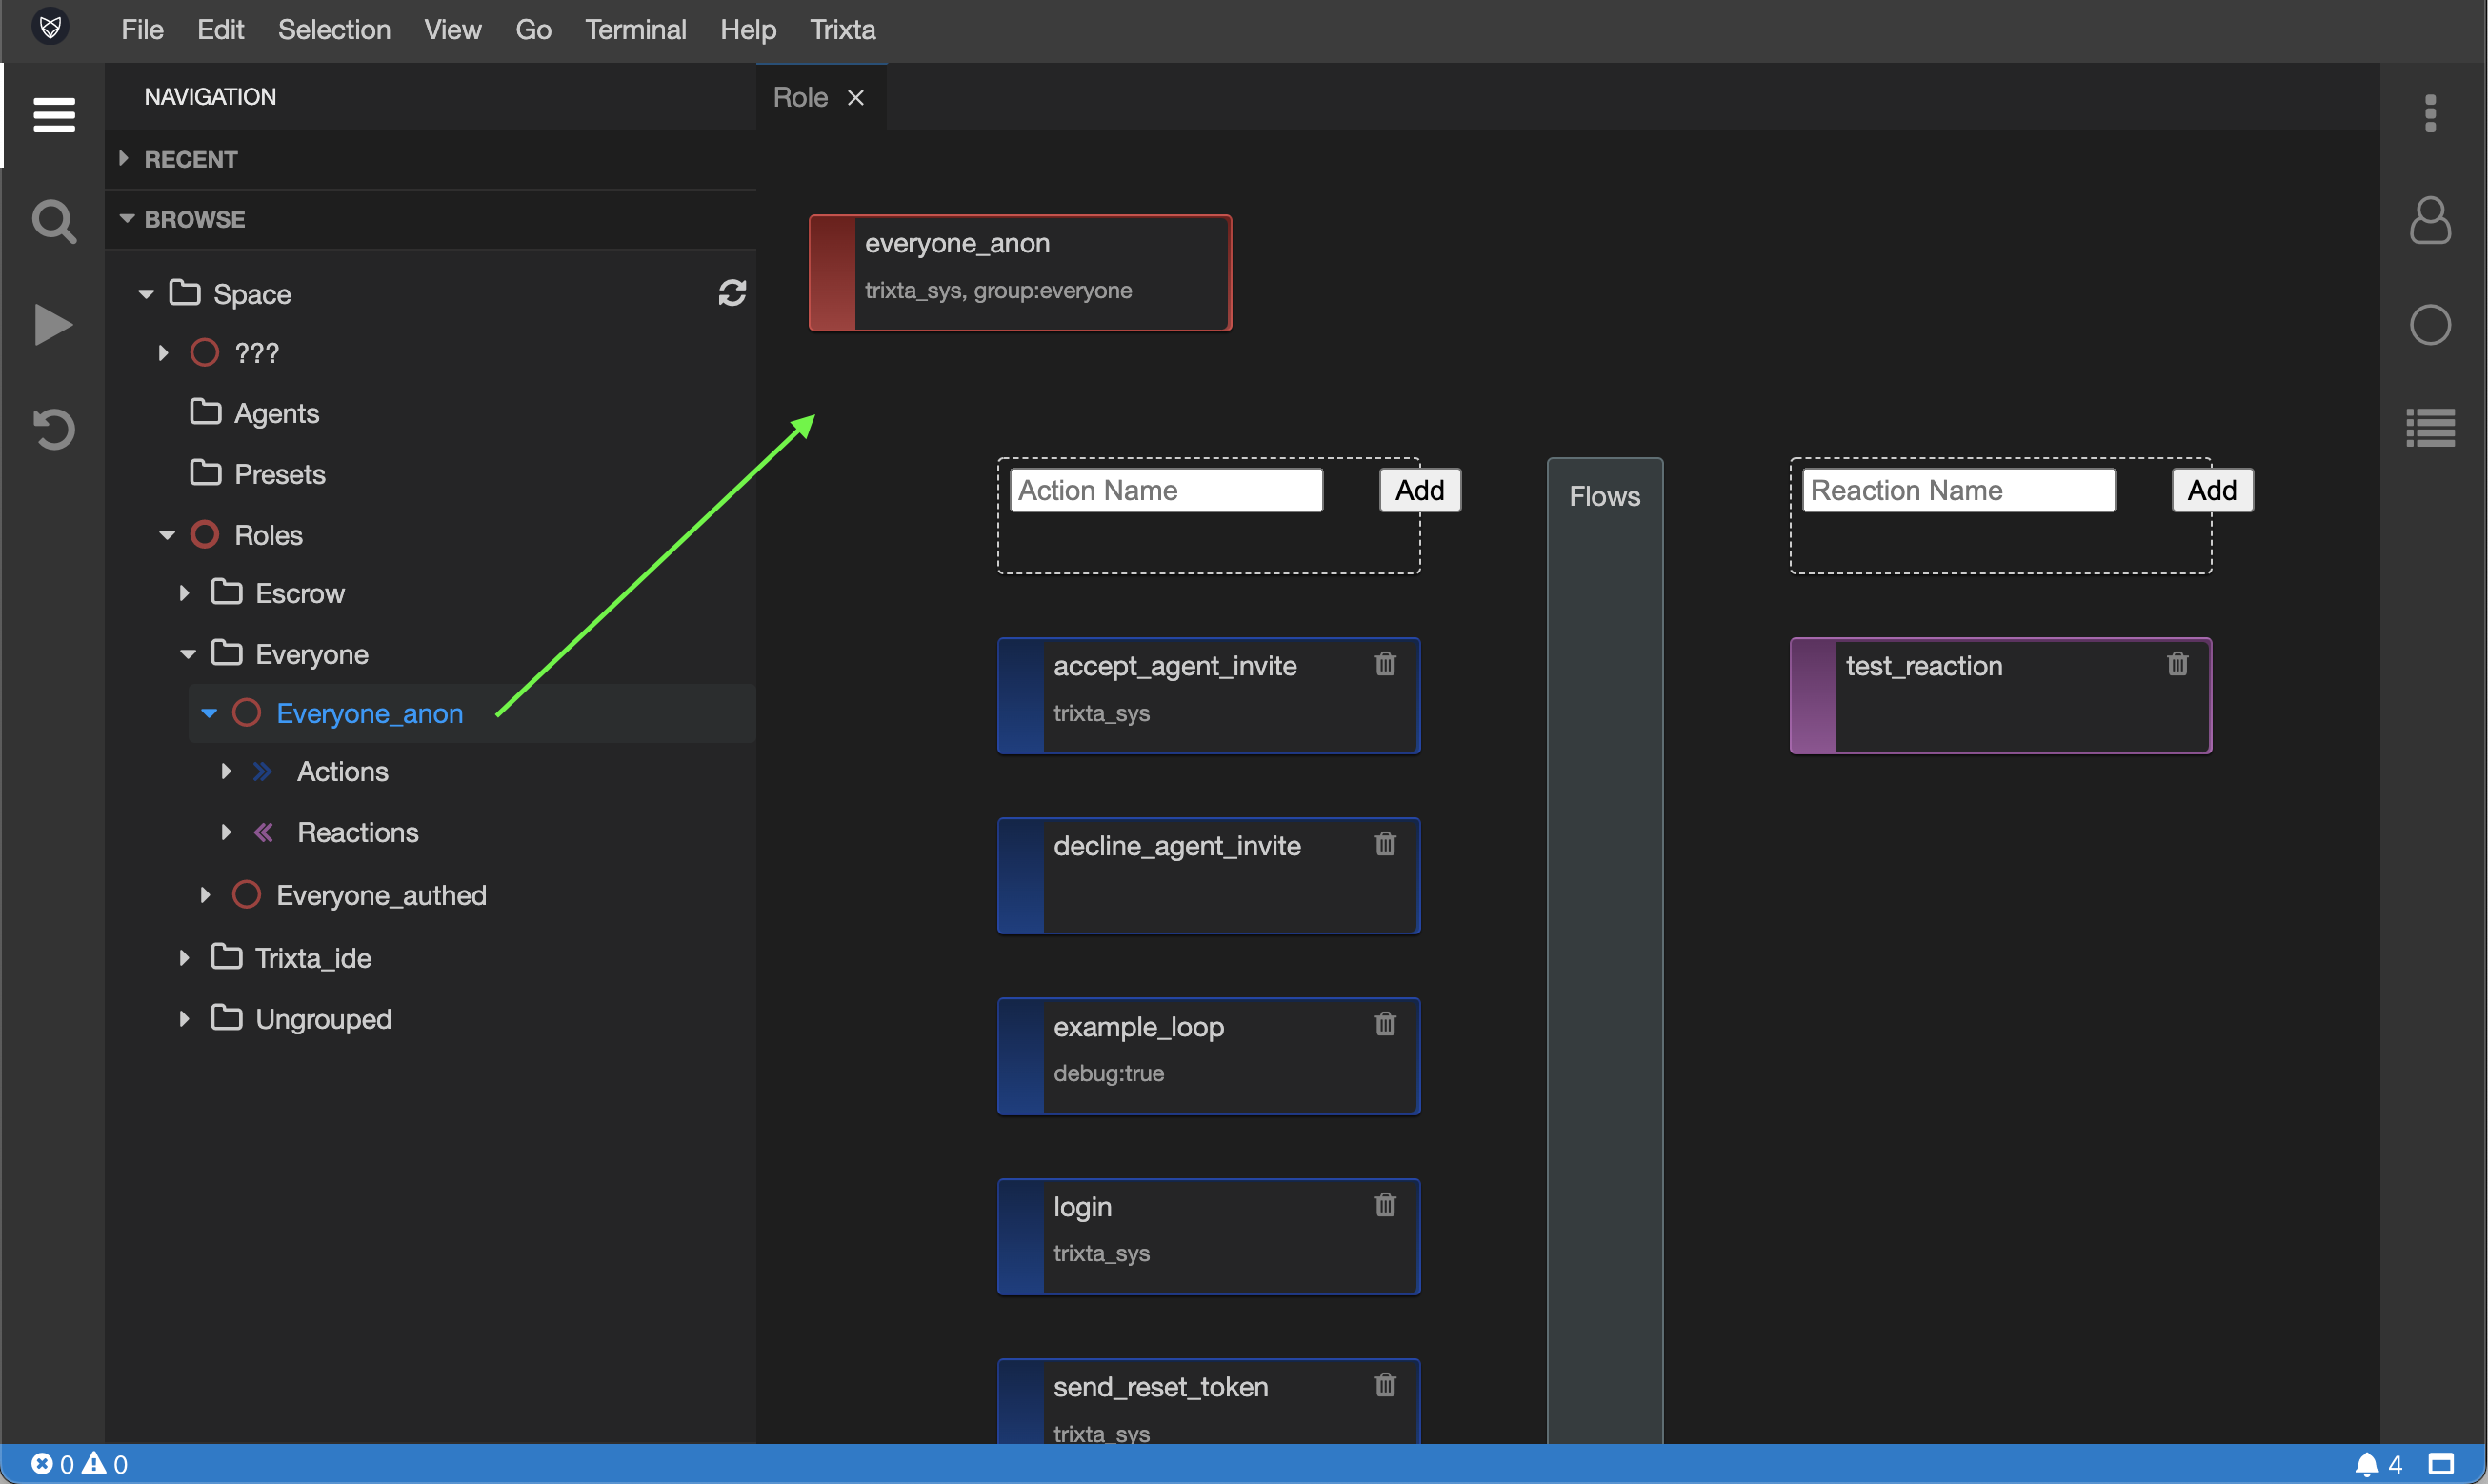 File Edit Selection View Go Terminal Help Trixta
NAVIGATION
RECENT
BROWSE
Space
???
Agents
Presets
Roles
Escrow
Everyone
Everyone_anon
Actions
Reactions
Everyone_authed
Trixta_ide
Ungrouped
Role
everyone_anon
trixta_sys, group:everyone
Action Name Add
Flows
Reaction Name Add
accept_agent_invite
trixta_sys
test_reaction
decline_agent_invite
example_loop
debug:true
login
trixta_sys
send_reset_token
trixta_sys
0 0
4